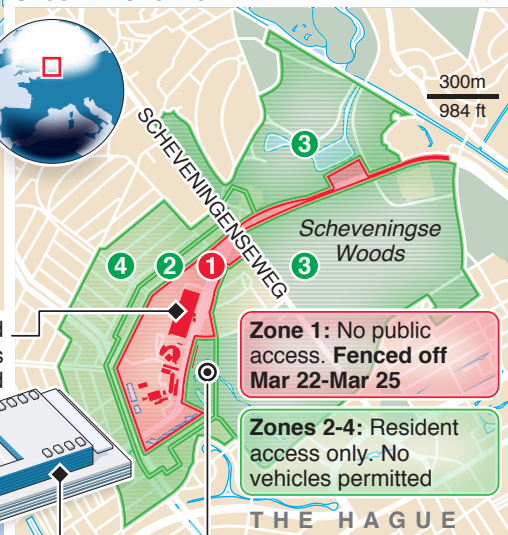 300m
984 ft
SCHEVENINGENSEWEG
3
Scheveningse
Woods
4
2
1
3
Zone 1: No public
access. Fenced off
Mar 22-Mar 25
Zones 2-4: Resident
access only. No
vehicles permitted
THE HAGUE